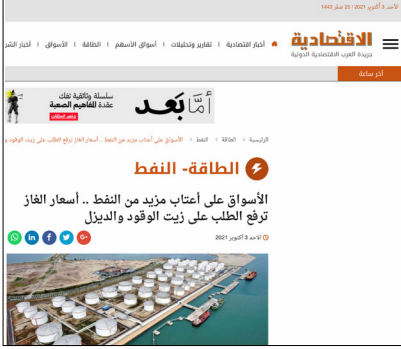 الأحد 3 أكتوبر 2021 / 25 صفر 1443
الاقتصادية
جريدة العرب الاقتصادية الدولية
أخبار اقتصادية | تقارير وتحليلات | أسواق الأسهم | الطاقة | الأسواق | أخبار الشر
آخر ساعة
أمّا بَعد
سلسلة وثائقية تفك
عقدة المفاهيم الصعبة
الرئيسية › الطاقة › النفط › الأسواق على أعتاب مزيد من النفط .. أسعار الغاز ترفع الطلب على زيت الوقود و
الطاقة- النفط
الأسواق على أعتاب مزيد من النفط .. أسعار الغاز
ترفع الطلب على زيت الوقود والديزل
الاحد 3 أكتوبر 2021